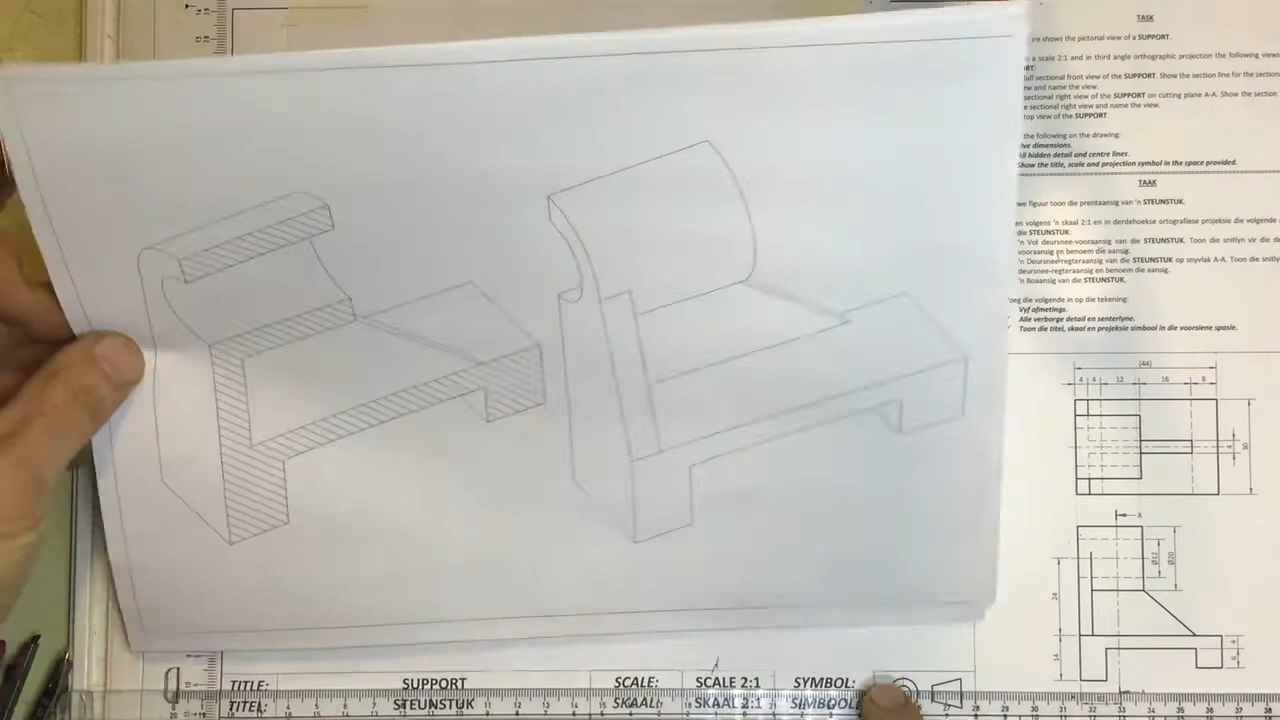 TASK
ure shows the pictorial view of a SUPPORT.
a scale 2:1 and in third angle orthographic projection the following views
RT:
full sectional front view of the SUPPORT. Show the section line for the section
rw and name the view.
sectional right view of the SUPPORT on cutting plane A-A. Show the section
e sectional right view and name the view.
top view of the SUPPORT.
the following on the drawing:
ive dimensions.
ll hidden detail and centre lines.
how the title, scale and projection symbol in the space provided.
TAAK
we figuur toon die prentaansig van 'n STEUNSTUK.
en volgens 'n skaal 2:1 en in derdehoekse ortografiese projeksie die volgende
die STEUNSTUK:
'n Vol deursnee-vooraansig van die STEUNSTUK. Toon die snitlyn vir die de
vooraansig en benoem die aansig.
'n Deursnee-regteraansig van die STEUNSTUK op snyvlak A-A. Toon die snitly
deursnee-regteraansig en benoem die aansig.
'n Boaansig van die STEUNSTUK.
oeg die volgende in op die tekening:
Vyf afmetings.
Alle verborge detail en senterlyne.
Toon die titel, skaal en projeksie simbool in die voorsiene spasie.
(44)
4 4 12 16 8
4 30
A
Ø12 Ø20
24
14 4 6
A
TITLE: SUPPORT SCALE: SCALE 2:1 SYMBOL:
TITEL: STEUNSTUK SKAAL: SKAAL 2:1 SIMBOOL